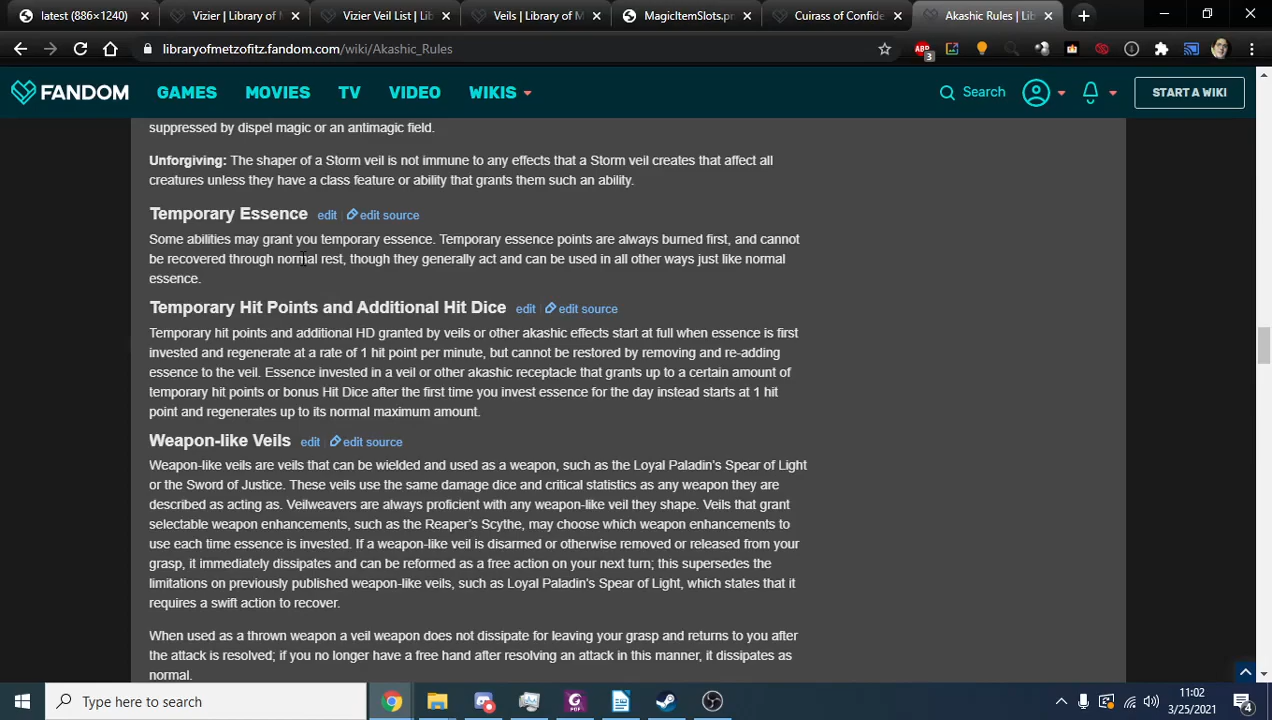 latest (886×1240)
Vizier | Library of M
Vizier Veil List | Lib
Veils | Library of M
MagicItemSlots.pn
Cuirass of Confide
Akashic Rules | Lib
libraryofmetzofitz.fandom.com/wiki/Akashic_Rules
ABP
3
FANDOM
GAMES
MOVIES
TV
VIDEO
WIKIS
Search
START A WIKI
suppressed by dispel magic or an antimagic field.
Unforgiving: The shaper of a Storm veil is not immune to any effects that a Storm veil creates that affect all
creatures unless they have a class feature or ability that grants them such an ability.
Temporary Essence edit | edit source
Some abilities may grant you temporary essence. Temporary essence points are always burned first, and cannot
be recovered through normal rest, though they generally act and can be used in all other ways just like normal
essence.
Temporary Hit Points and Additional Hit Dice edit | edit source
Temporary hit points and additional HD granted by veils or other akashic effects start at full when essence is first
invested and regenerate at a rate of 1 hit point per minute, but cannot be restored by removing and re-adding
essence to the veil. Essence invested in a veil or other akashic receptacle that grants up to a certain amount of
temporary hit points or bonus Hit Dice after the first time you invest essence for the day instead starts at 1 hit
point and regenerates up to its normal maximum amount.
Weapon-like Veils edit | edit source
Weapon-like veils are veils that can be wielded and used as a weapon, such as the Loyal Paladin's Spear of Light
or the Sword of Justice. These veils use the same damage dice and critical statistics as any weapon they are
described as acting as. Veilweavers are always proficient with any weapon-like veil they shape. Veils that grant
selectable weapon enhancements, such as the Reaper's Scythe, may choose which weapon enhancements to
use each time essence is invested. If a weapon-like veil is disarmed or otherwise removed or released from your
grasp, it immediately dissipates and can be reformed as a free action on your next turn; this supersedes the
limitations on previously published weapon-like veils, such as Loyal Paladin's Spear of Light, which states that it
requires a swift action to recover.
When used as a thrown weapon a veil weapon does not dissipate for leaving your grasp and returns to you after
the attack is resolved; if you no longer have a free hand after resolving an attack in this manner, it dissipates as
normal.
Type here to search
11:02
3/25/2021
4